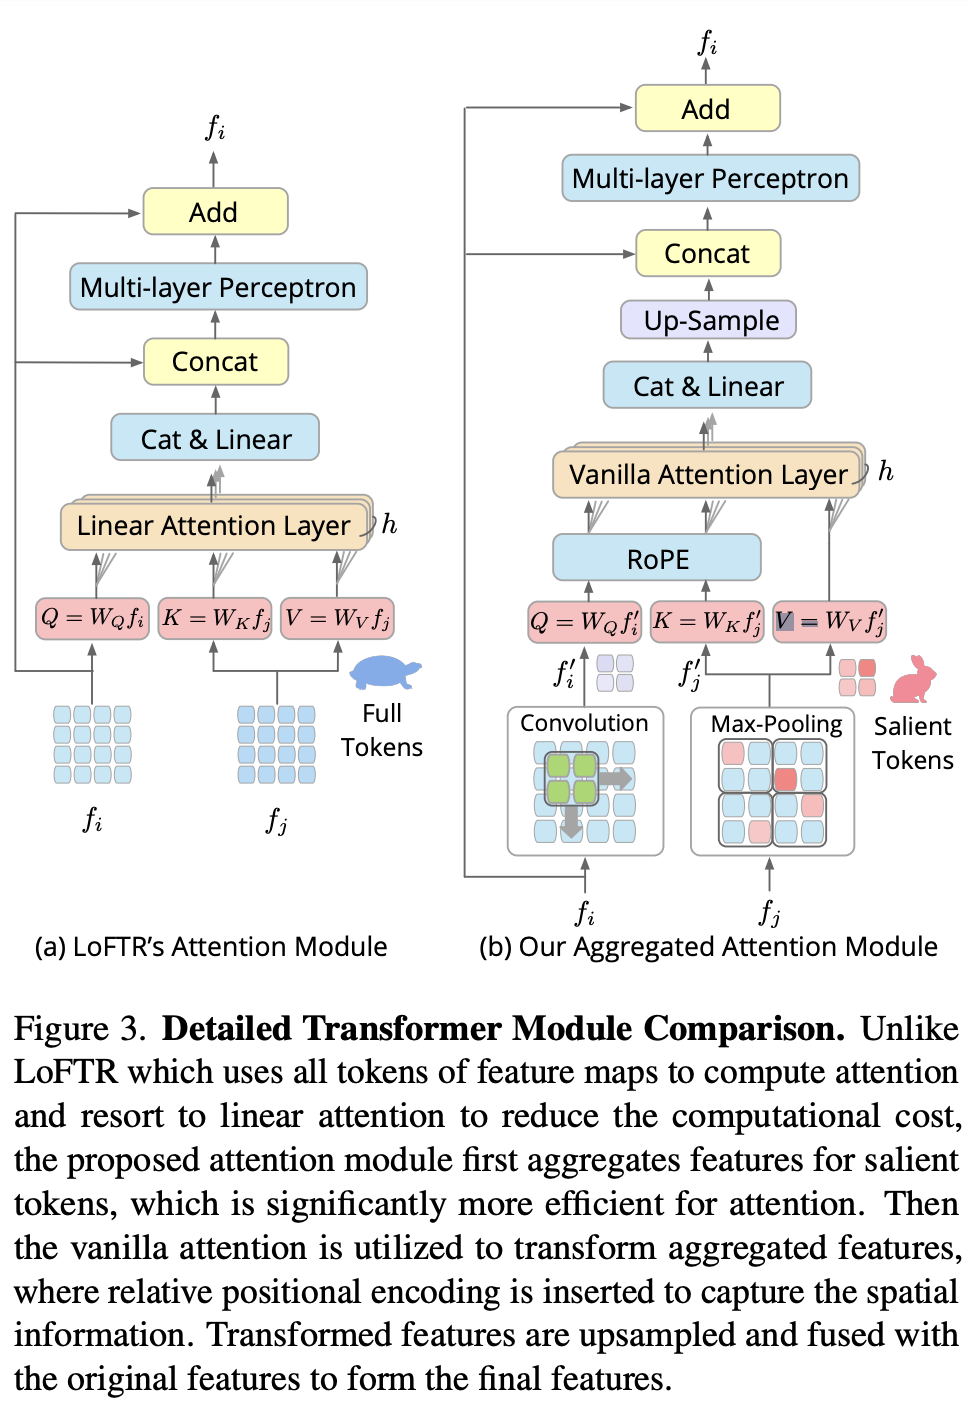 f_i
Add
Multi-layer Perceptron
Concat
Cat & Linear
Linear Attention Layer
h
Q = W_Q f_i
K = W_K f_j
V = W_V f_j
Full
Tokens
f_i
f_j
(a) LoFTR's Attention Module
f_i
Add
Multi-layer Perceptron
Concat
Up-Sample
Cat & Linear
Vanilla Attention Layer
h
RoPE
Q = W_Q f'_i
K = W_K f'_j
V = W_V f'_j
f'_i
f'_j
Convolution
Max-Pooling
Salient
Tokens
f_i
f_j
(b) Our Aggregated Attention Module
Figure 3. Detailed Transformer Module Comparison. Unlike
LoFTR which uses all tokens of feature maps to compute attention
and resort to linear attention to reduce the computational cost,
the proposed attention module first aggregates features for salient
tokens, which is significantly more efficient for attention. Then
the vanilla attention is utilized to transform aggregated features,
where relative positional encoding is inserted to capture the spatial
information. Transformed features are upsampled and fused with
the original features to form the final features.